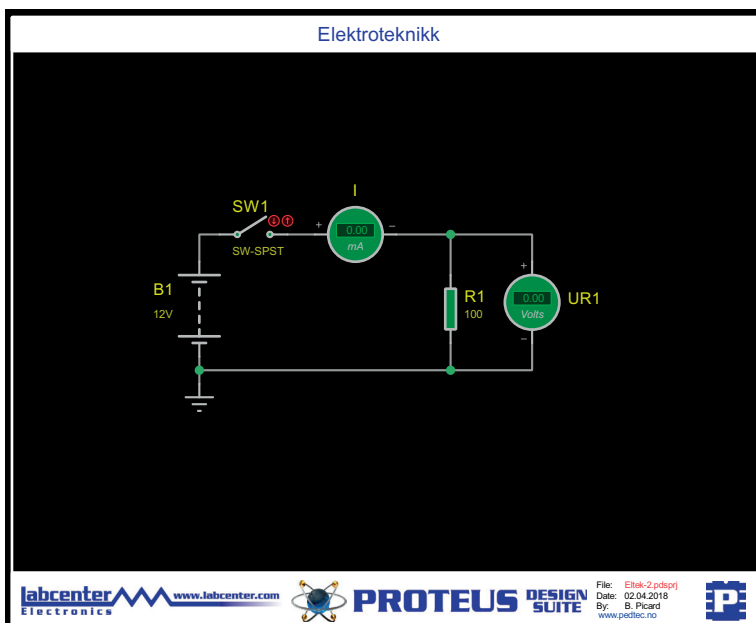 Elektroteknikk
I
SW1
+
−
0.00
mA
SW-SPST
B1
12V
R1
100
+
0.00
Volts
−
UR1
labcenter
Electronics
www.labcenter.com
PROTEUS DESIGN SUITE
File: Eltek-2.pdsprj
Date: 02.04.2018
By: B. Picard
www.pedtec.no